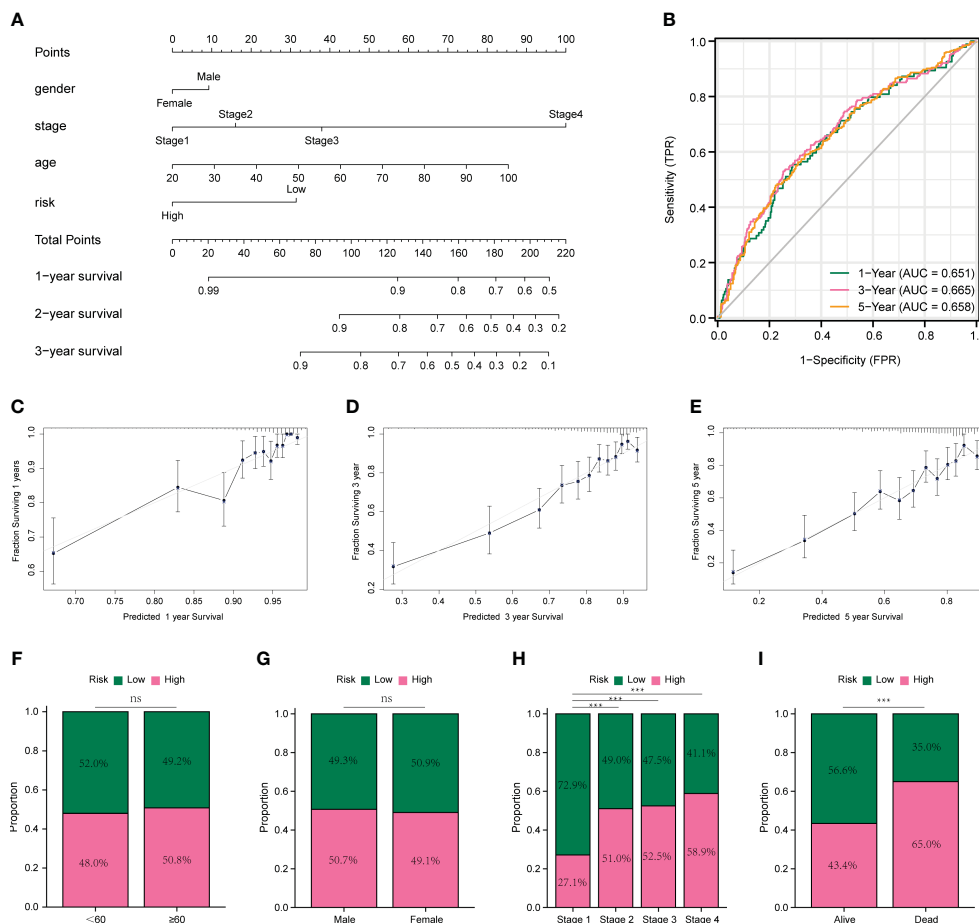 A
Points
0 10 20 30 40 50 60 70 80 90 100
gender
Male
Female
stage
Stage2 Stage4
Stage1 Stage3
age
20 30 40 50 60 70 80 90 100
risk
Low
High
Total Points
0 20 40 60 80 100 120 140 160 180 200 220
1−year survival
0.99 0.9 0.8 0.7 0.6 0.5
2−year survival
0.9 0.8 0.7 0.6 0.5 0.4 0.3 0.2
3−year survival
0.9 0.8 0.7 0.6 0.5 0.4 0.3 0.2 0.1
B
Sensitivity (TPR)
1.0
0.8
0.6
0.4
0.2
0.0
1−Year (AUC = 0.651)
3−Year (AUC = 0.665)
5−Year (AUC = 0.658)
0.0 0.2 0.4 0.6 0.8 1.
1−Specificity (FPR)
C
Fraction Surviving 1 years
1.0
0.9
0.8
0.7
0.6
0.70 0.75 0.80 0.85 0.90 0.95
Predicted 1 year Survival
D
Fraction Surviving 3 year
1.0
0.8
0.6
0.4
0.2
0.3 0.4 0.5 0.6 0.7 0.8 0.9
Predicted 3 year Survival
E
Fraction Surviving 5 year
1.0
0.8
0.6
0.4
0.2
0.2 0.4 0.6 0.8
Predicted 5 year Survival
F
Risk Low High
ns
Proportion
1.0
0.8
0.6
0.4
0.2
0.0
52.0% 49.2%
48.0% 50.8%
<60 ≥60
G
Risk Low High
ns
Proportion
1.0
0.8
0.6
0.4
0.2
0.0
49.3% 50.9%
50.7% 49.1%
Male Female
H
Risk Low High
***
***
***
Proportion
1.0
0.8
0.6
0.4
0.2
0.0
72.9% 49.0% 47.5% 41.1%
27.1% 51.0% 52.5% 58.9%
Stage 1 Stage 2 Stage 3 Stage 4
I
Risk Low High
***
Proportion
1.0
0.8
0.6
0.4
0.2
0.0
56.6% 35.0%
43.4% 65.0%
Alive Dead